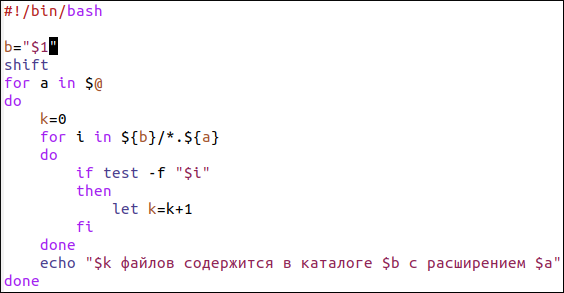 #!/bin/bash
b="$1"
shift
for a in $@
do
    k=0
    for i in ${b}/*.${a}
    do
        if test -f "$i"
        then
            let k=k+1
        fi
    done
    echo "$k файлов содержится в каталоге $b с расширением $a"
done